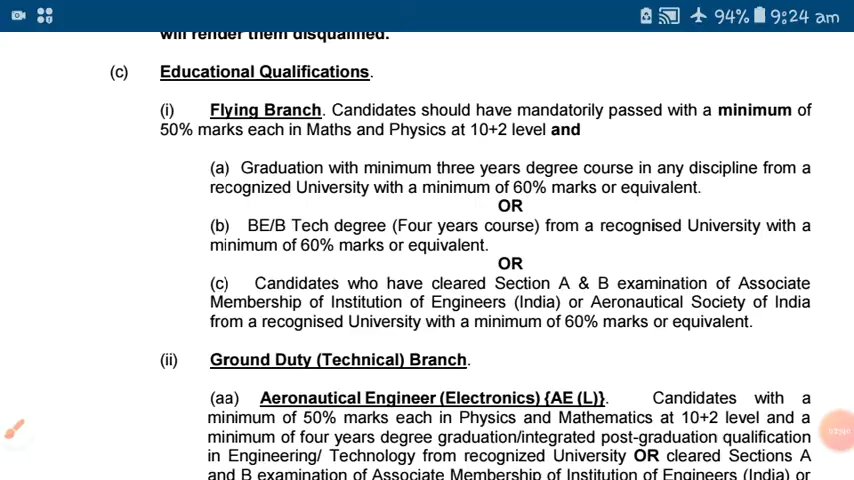 94% 9:24 am
will render them disqualified.
(c) Educational Qualifications.
(i) Flying Branch. Candidates should have mandatorily passed with a minimum of
50% marks each in Maths and Physics at 10+2 level and
(a) Graduation with minimum three years degree course in any discipline from a
recognized University with a minimum of 60% marks or equivalent.
OR
(b) BE/B Tech degree (Four years course) from a recognised University with a
minimum of 60% marks or equivalent.
OR
(c) Candidates who have cleared Section A & B examination of Associate
Membership of Institution of Engineers (India) or Aeronautical Society of India
from a recognised University with a minimum of 60% marks or equivalent.
(ii) Ground Duty (Technical) Branch.
(aa) Aeronautical Engineer (Electronics) {AE (L)}. Candidates with a
minimum of 50% marks each in Physics and Mathematics at 10+2 level and a
minimum of four years degree graduation/integrated post-graduation qualification
in Engineering/ Technology from recognized University OR cleared Sections A
and B examination of Associate Membership of Institution of Engineers (India) or